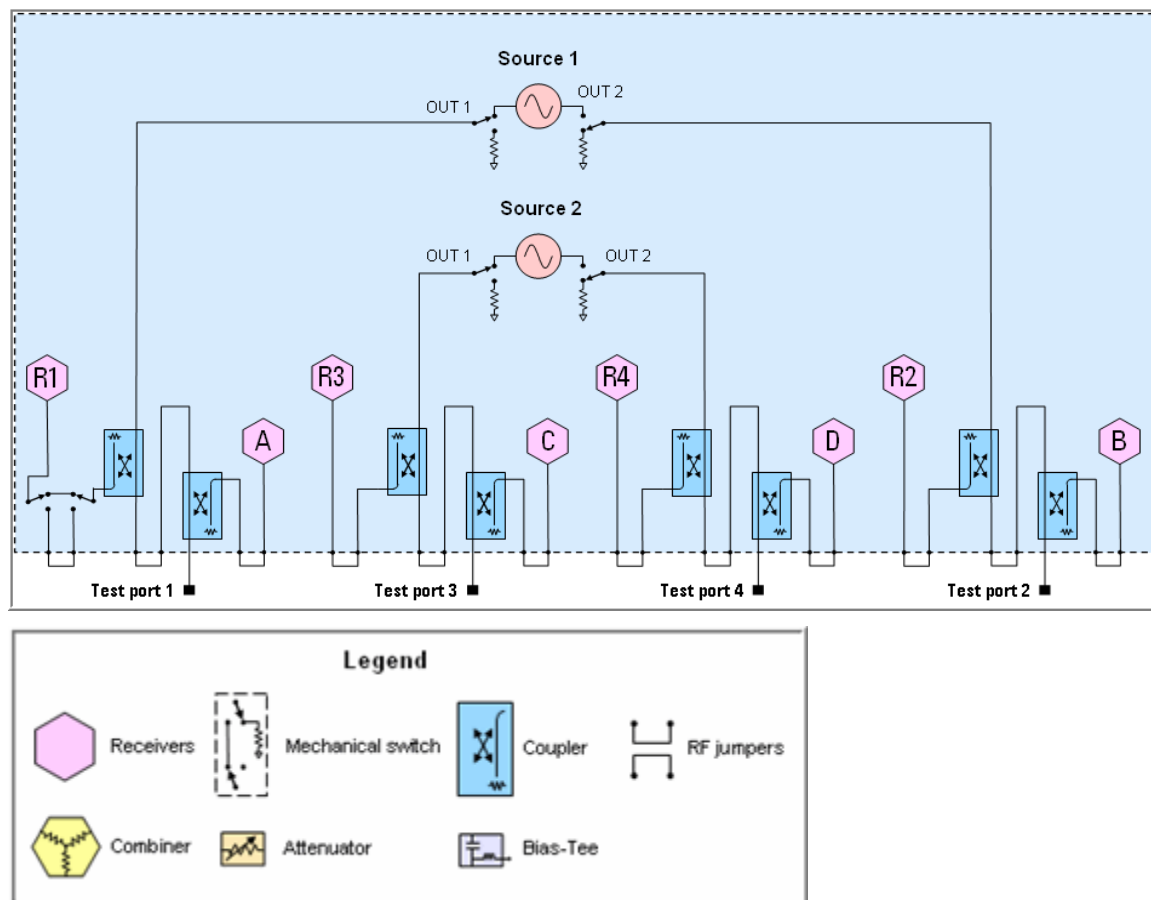 Source 1
OUT 1
OUT 2
Source 2
OUT 1
OUT 2
R1
R3
R4
R2
A
C
D
B
Test port 1
Test port 3
Test port 4
Test port 2
Legend
Receivers
Mechanical switch
Coupler
RF jumpers
Combiner
Attenuator
Bias-Tee